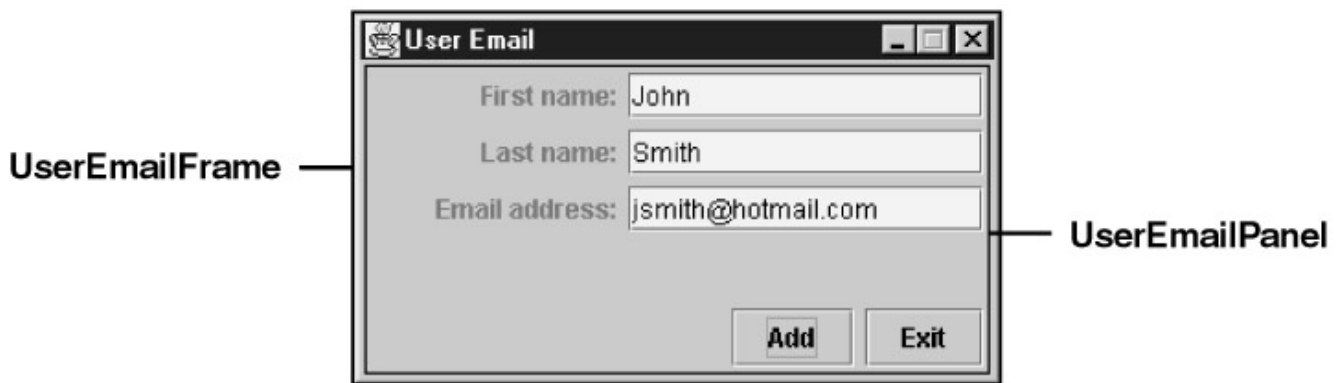 User Email
First name: John
Last name: Smith
UserEmailFrame
Email address: jsmith@hotmail.com
UserEmailPanel
Add Exit